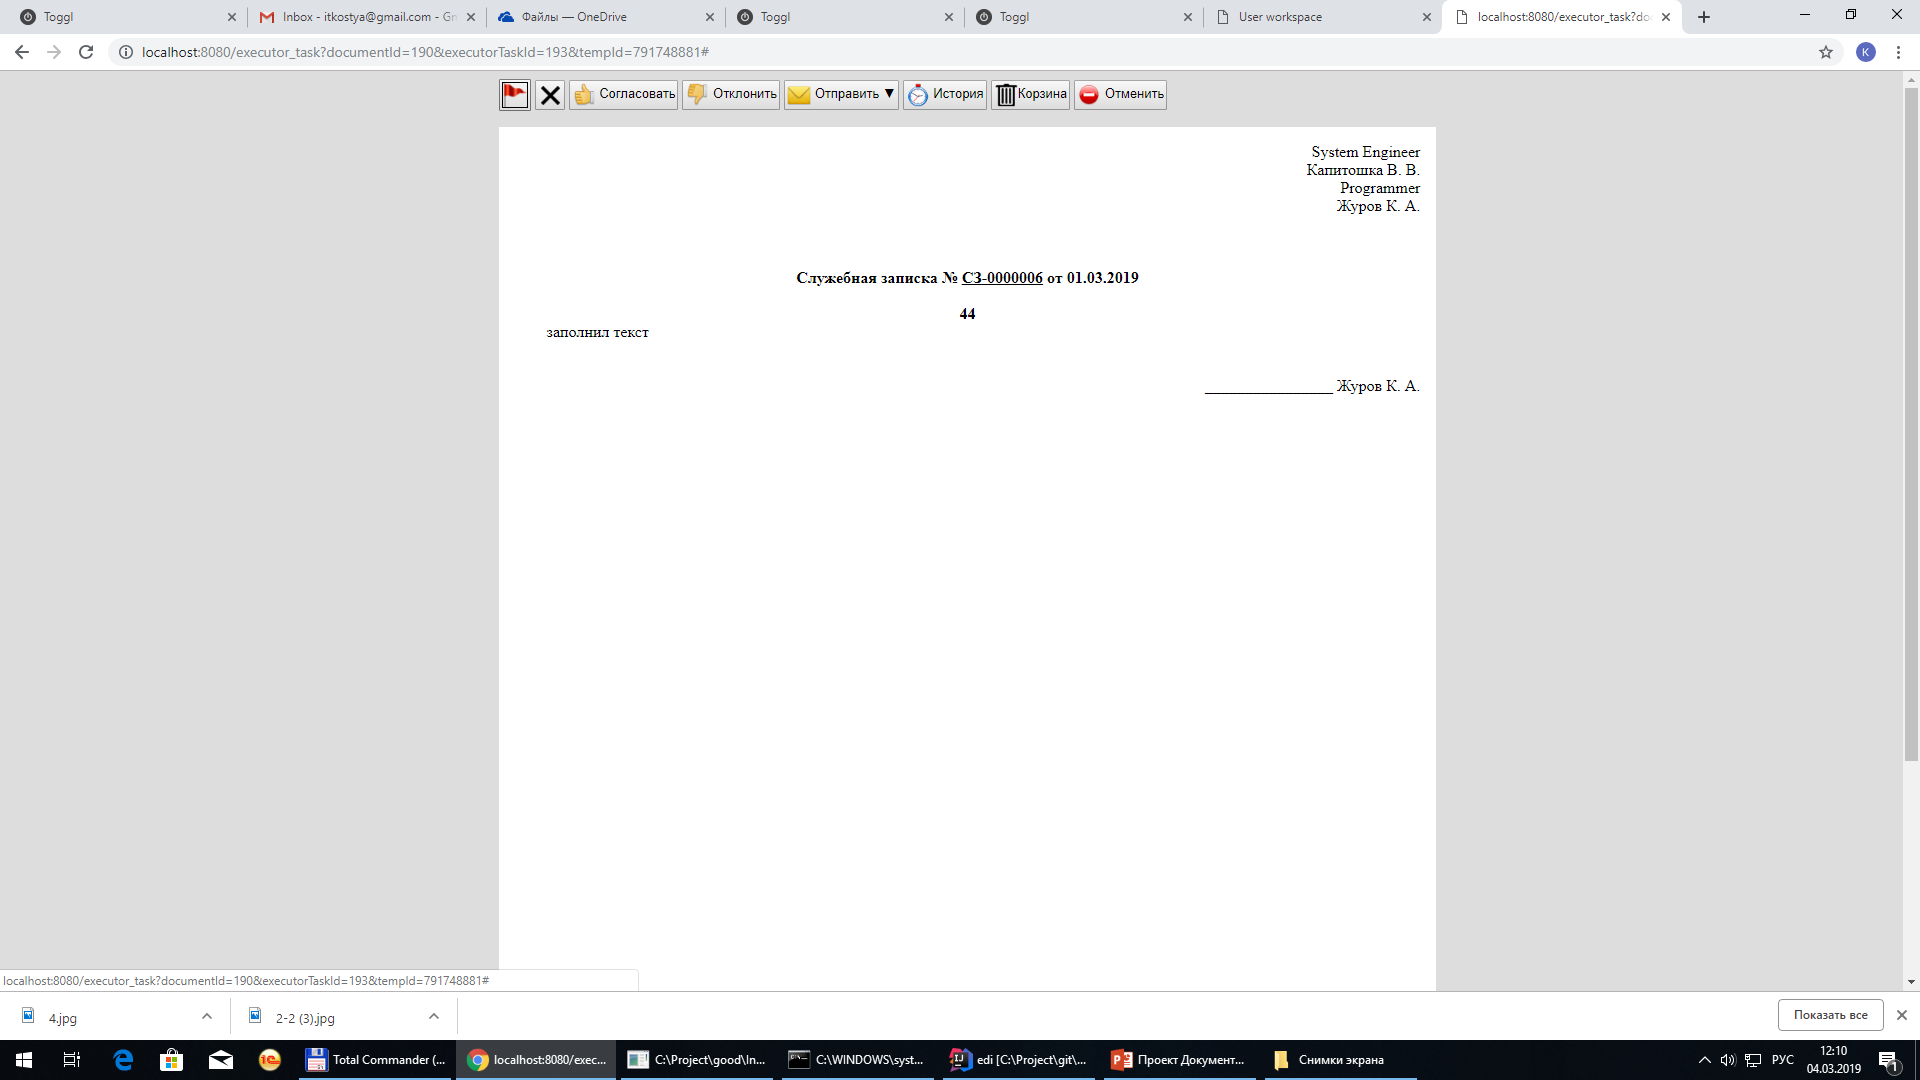 Toggl
Inbox - itkostya@gmail.com - Gm
Файлы — OneDrive
Toggl
Toggl
User workspace
localhost:8080/executor_task?do
localhost:8080/executor_task?documentId=190&executorTaskId=193&tempId=791748881#
K
Согласовать
Отклонить
Отправить ▼
История
Корзина
Отменить
System Engineer
Капитошка В. В.
Programmer
Журов К. А.
Служебная записка № СЗ-0000006 от 01.03.2019
44
заполнил текст
________________ Журов К. А.
localhost:8080/executor_task?documentId=190&executorTaskId=193&tempId=791748881#
4.jpg
2-2 (3).jpg
Показать все
Total Commander (...
localhost:8080/exec...
C:\Project\good\In...
C:\WINDOWS\syst...
edi [C:\Project\git\...
Проект Документ...
Снимки экрана
РУС
12:10
04.03.2019
1